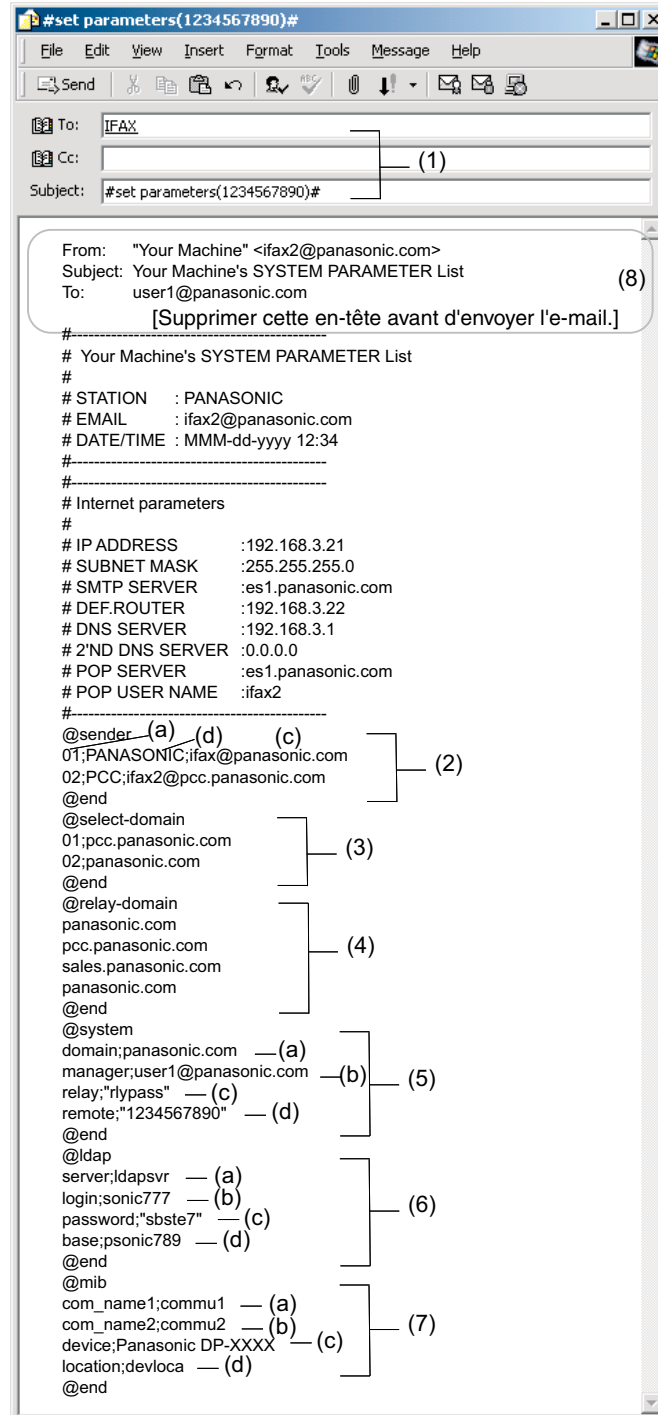 #set parameters(1234567890)#
File Edit View Insert Format Tools Message Help
Send
To: IFAX
Cc:
(1)
Subject: #set parameters(1234567890)#
From: "Your Machine" <ifax2@panasonic.com>
Subject: Your Machine's SYSTEM PARAMETER List
(8)
To: user1@panasonic.com
[Supprimer cette en-tête avant d'envoyer l'e-mail.]
#---------------------------------------------
# Your Machine's SYSTEM PARAMETER List
#
# STATION : PANASONIC
# EMAIL : ifax2@panasonic.com
# DATE/TIME : MMM-dd-yyyy 12:34
#---------------------------------------------
#---------------------------------------------
# Internet parameters
#
# IP ADDRESS :192.168.3.21
# SUBNET MASK :255.255.255.0
# SMTP SERVER :es1.panasonic.com
# DEF.ROUTER :192.168.3.22
# DNS SERVER :192.168.3.1
# 2'ND DNS SERVER :0.0.0.0
# POP SERVER :es1.panasonic.com
# POP USER NAME :ifax2
#---------------------------------------------
@sender (a) (d) (c)
01;PANASONIC;ifax@panasonic.com
(2)
02;PCC;ifax2@pcc.panasonic.com
@end
@select-domain
01;pcc.panasonic.com
(3)
02;panasonic.com
@end
@relay-domain
panasonic.com
pcc.panasonic.com
(4)
sales.panasonic.com
panasonic.com
@end
@system
domain;panasonic.com (a)
manager;user1@panasonic.com (b)
(5)
relay;"rlypass" (c)
remote;"1234567890" (d)
@end
@ldap
server;ldapsvr (a)
login;sonic777 (b)
(6)
password;"sbste7" (c)
base;psonic789 (d)
@end
@mib
com_name1;commu1 (a)
com_name2;commu2 (b)
(7)
device;Panasonic DP-XXXX (c)
location;devloca (d)
@end